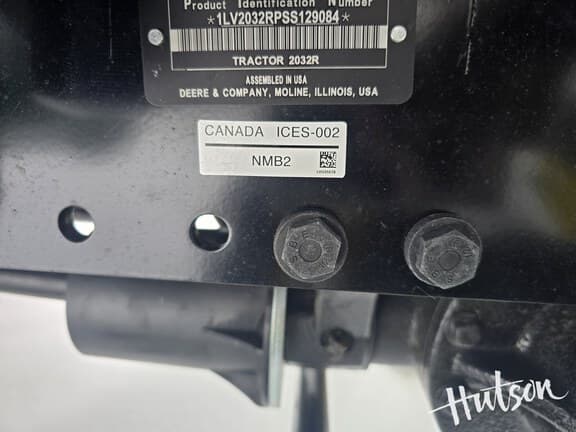 Product Identification Number
*1LV2032RPSS129084*
TRACTOR 2032R
ASSEMBLED IN USA
DEERE & COMPANY, MOLINE, ILLINOIS, USA
CANADA ICES-002
NMB2
Hutson